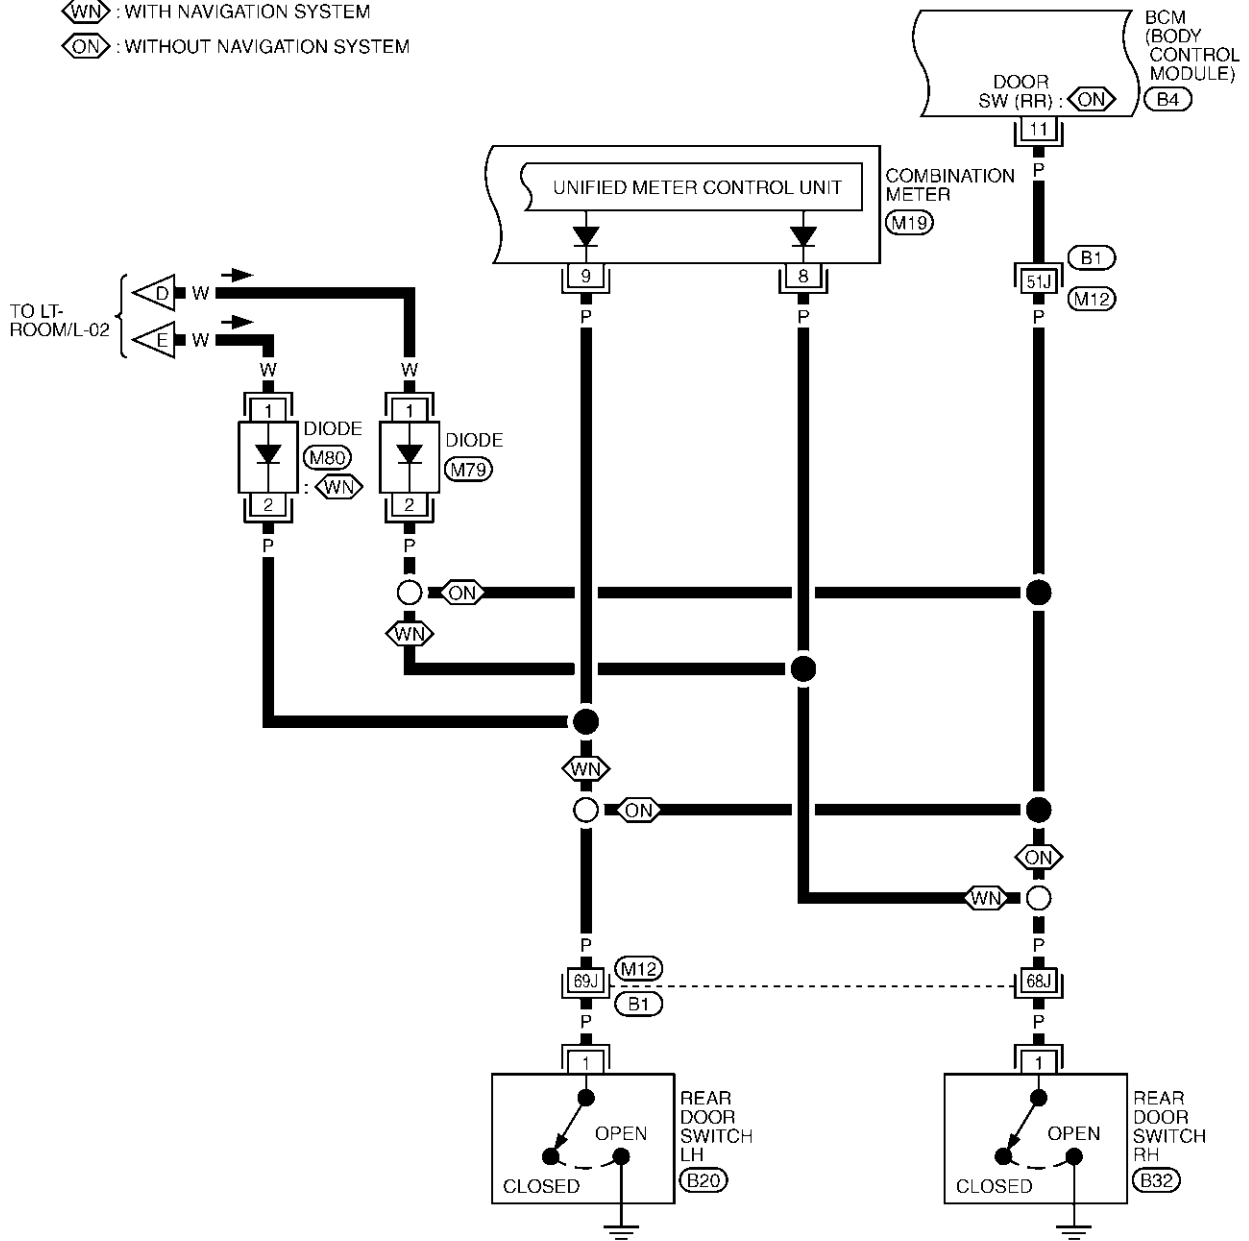 WN : WITH NAVIGATION SYSTEM
ON : WITHOUT NAVIGATION SYSTEM
BCM
(BODY
CONTROL
MODULE)
B4
DOOR
SW (RR) : ON
11
P
UNIFIED METER CONTROL UNIT
COMBINATION
METER
M19
9
8
P
P
B1
51J
M12
P
TO LT-
ROOM/L-02
D
W
E
W
W
W
1
1
DIODE
M80
: WN
DIODE
M79
2
2
P
P
ON
WN
WN
ON
ON
WN
P
P
69J
M12
B1
68J
P
P
1
1
OPEN
CLOSED
REAR
DOOR
SWITCH
LH
B20
OPEN
CLOSED
REAR
DOOR
SWITCH
RH
B32